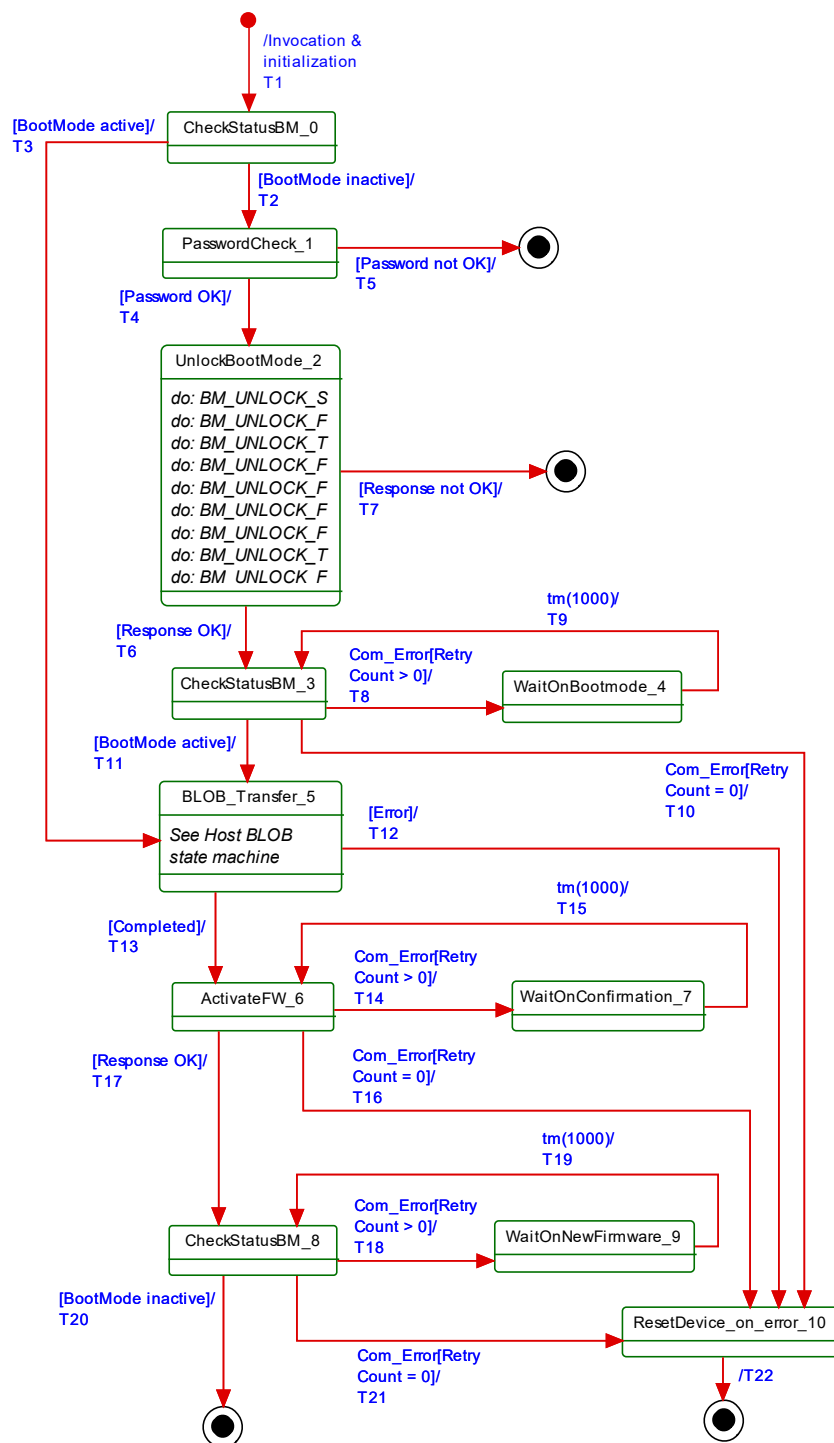 /Invocation &
initialization
T1
[BootMode active]/
T3
CheckStatusBM_0
[BootMode inactive]/
T2
PasswordCheck_1
[Password not OK]/
T5
[Password OK]/
T4
UnlockBootMode_2
do: BM_UNLOCK_S
do: BM_UNLOCK_F
do: BM_UNLOCK_T
do: BM_UNLOCK_F
do: BM_UNLOCK_F
do: BM_UNLOCK_F
do: BM_UNLOCK_F
do: BM_UNLOCK_T
do: BM_UNLOCK_F
[Response not OK]/
T7
[Response OK]/
T6
tm(1000)/
T9
CheckStatusBM_3
Com_Error[Retry
Count > 0]/
T8
WaitOnBootmode_4
[BootMode active]/
T11
Com_Error[Retry
Count = 0]/
T10
BLOB_Transfer_5
See Host BLOB
state machine
[Error]/
T12
[Completed]/
T13
tm(1000)/
T15
ActivateFW_6
Com_Error[Retry
Count > 0]/
T14
WaitOnConfirmation_7
[Response OK]/
T17
Com_Error[Retry
Count = 0]/
T16
tm(1000)/
T19
CheckStatusBM_8
Com_Error[Retry
Count > 0]/
T18
WaitOnNewFirmware_9
[BootMode inactive]/
T20
Com_Error[Retry
Count = 0]/
T21
ResetDevice_on_error_10
/T22